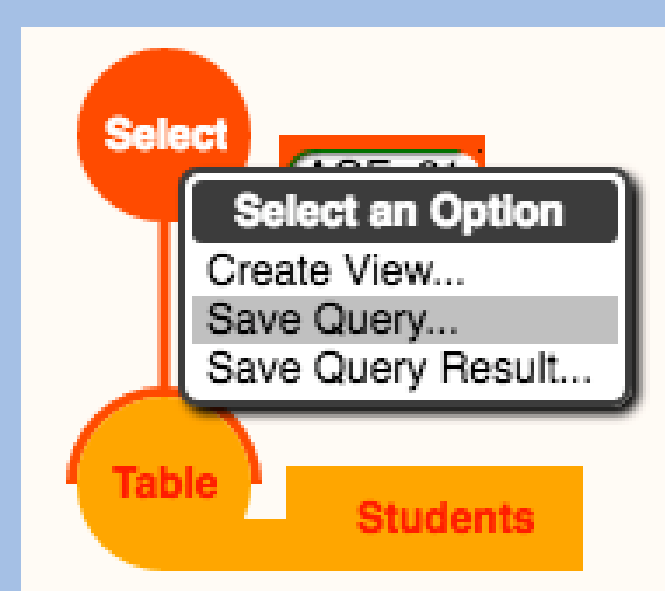 Select
Select an Option
Create View...
Save Query...
Save Query Result...
Table
Students